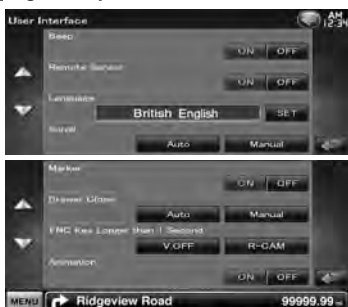 User Interface
AM
12:34
Beep
ON OFF
Remote Sensor
ON OFF
Language
British English SET
Scroll
Auto Manual
Marker
ON OFF
Auto Manual
FNC Key Longer than 1 Second
V.OFF R-CAM
Animation
ON OFF
MENU Ridgeview Road 99999.99